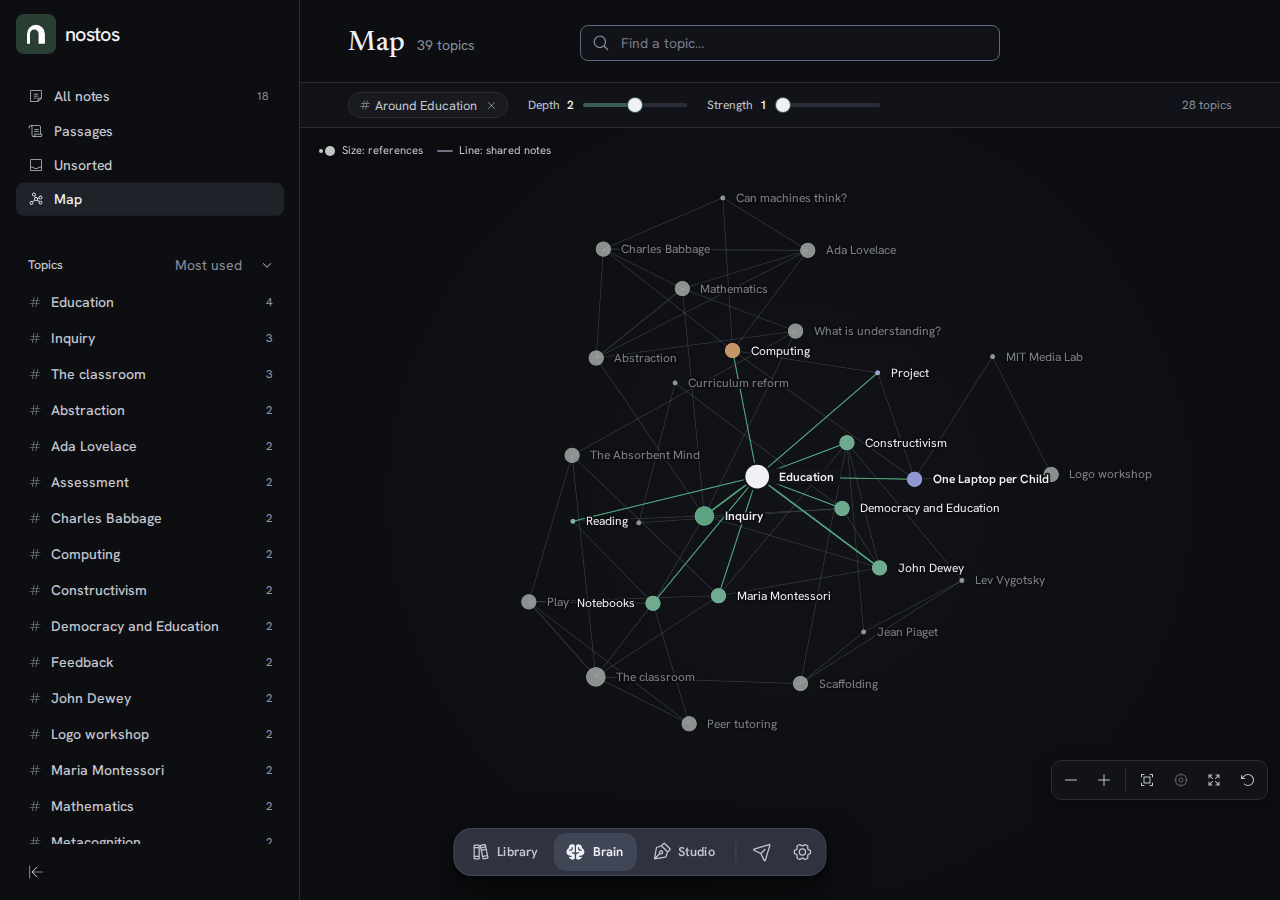 nostos
All notes 18
Passages
Unsorted
Map
Topics Most used
# Education 4
# Inquiry 3
# The classroom 3
# Abstraction 2
# Ada Lovelace 2
# Assessment 2
# Charles Babbage 2
# Computing 2
# Constructivism 2
# Democracy and Education 2
# Feedback 2
# John Dewey 2
# Logo workshop 2
# Maria Montessori 2
# Mathematics 2
# Metacognition 2
Map 39 topics
Find a topic...
# Around Education × Depth 2 Strength 1 28 topics
Size: references Line: shared notes
Can machines think?
Charles Babbage
Ada Lovelace
Mathematics
What is understanding?
Abstraction
Computing
MIT Media Lab
Project
Curriculum reform
Constructivism
The Absorbent Mind
Education
One Laptop per Child
Logo workshop
Democracy and Education
Reading
Inquiry
John Dewey
Lev Vygotsky
Play
Notebooks
Maria Montessori
Jean Piaget
The classroom
Scaffolding
Peer tutoring
Library Brain Studio